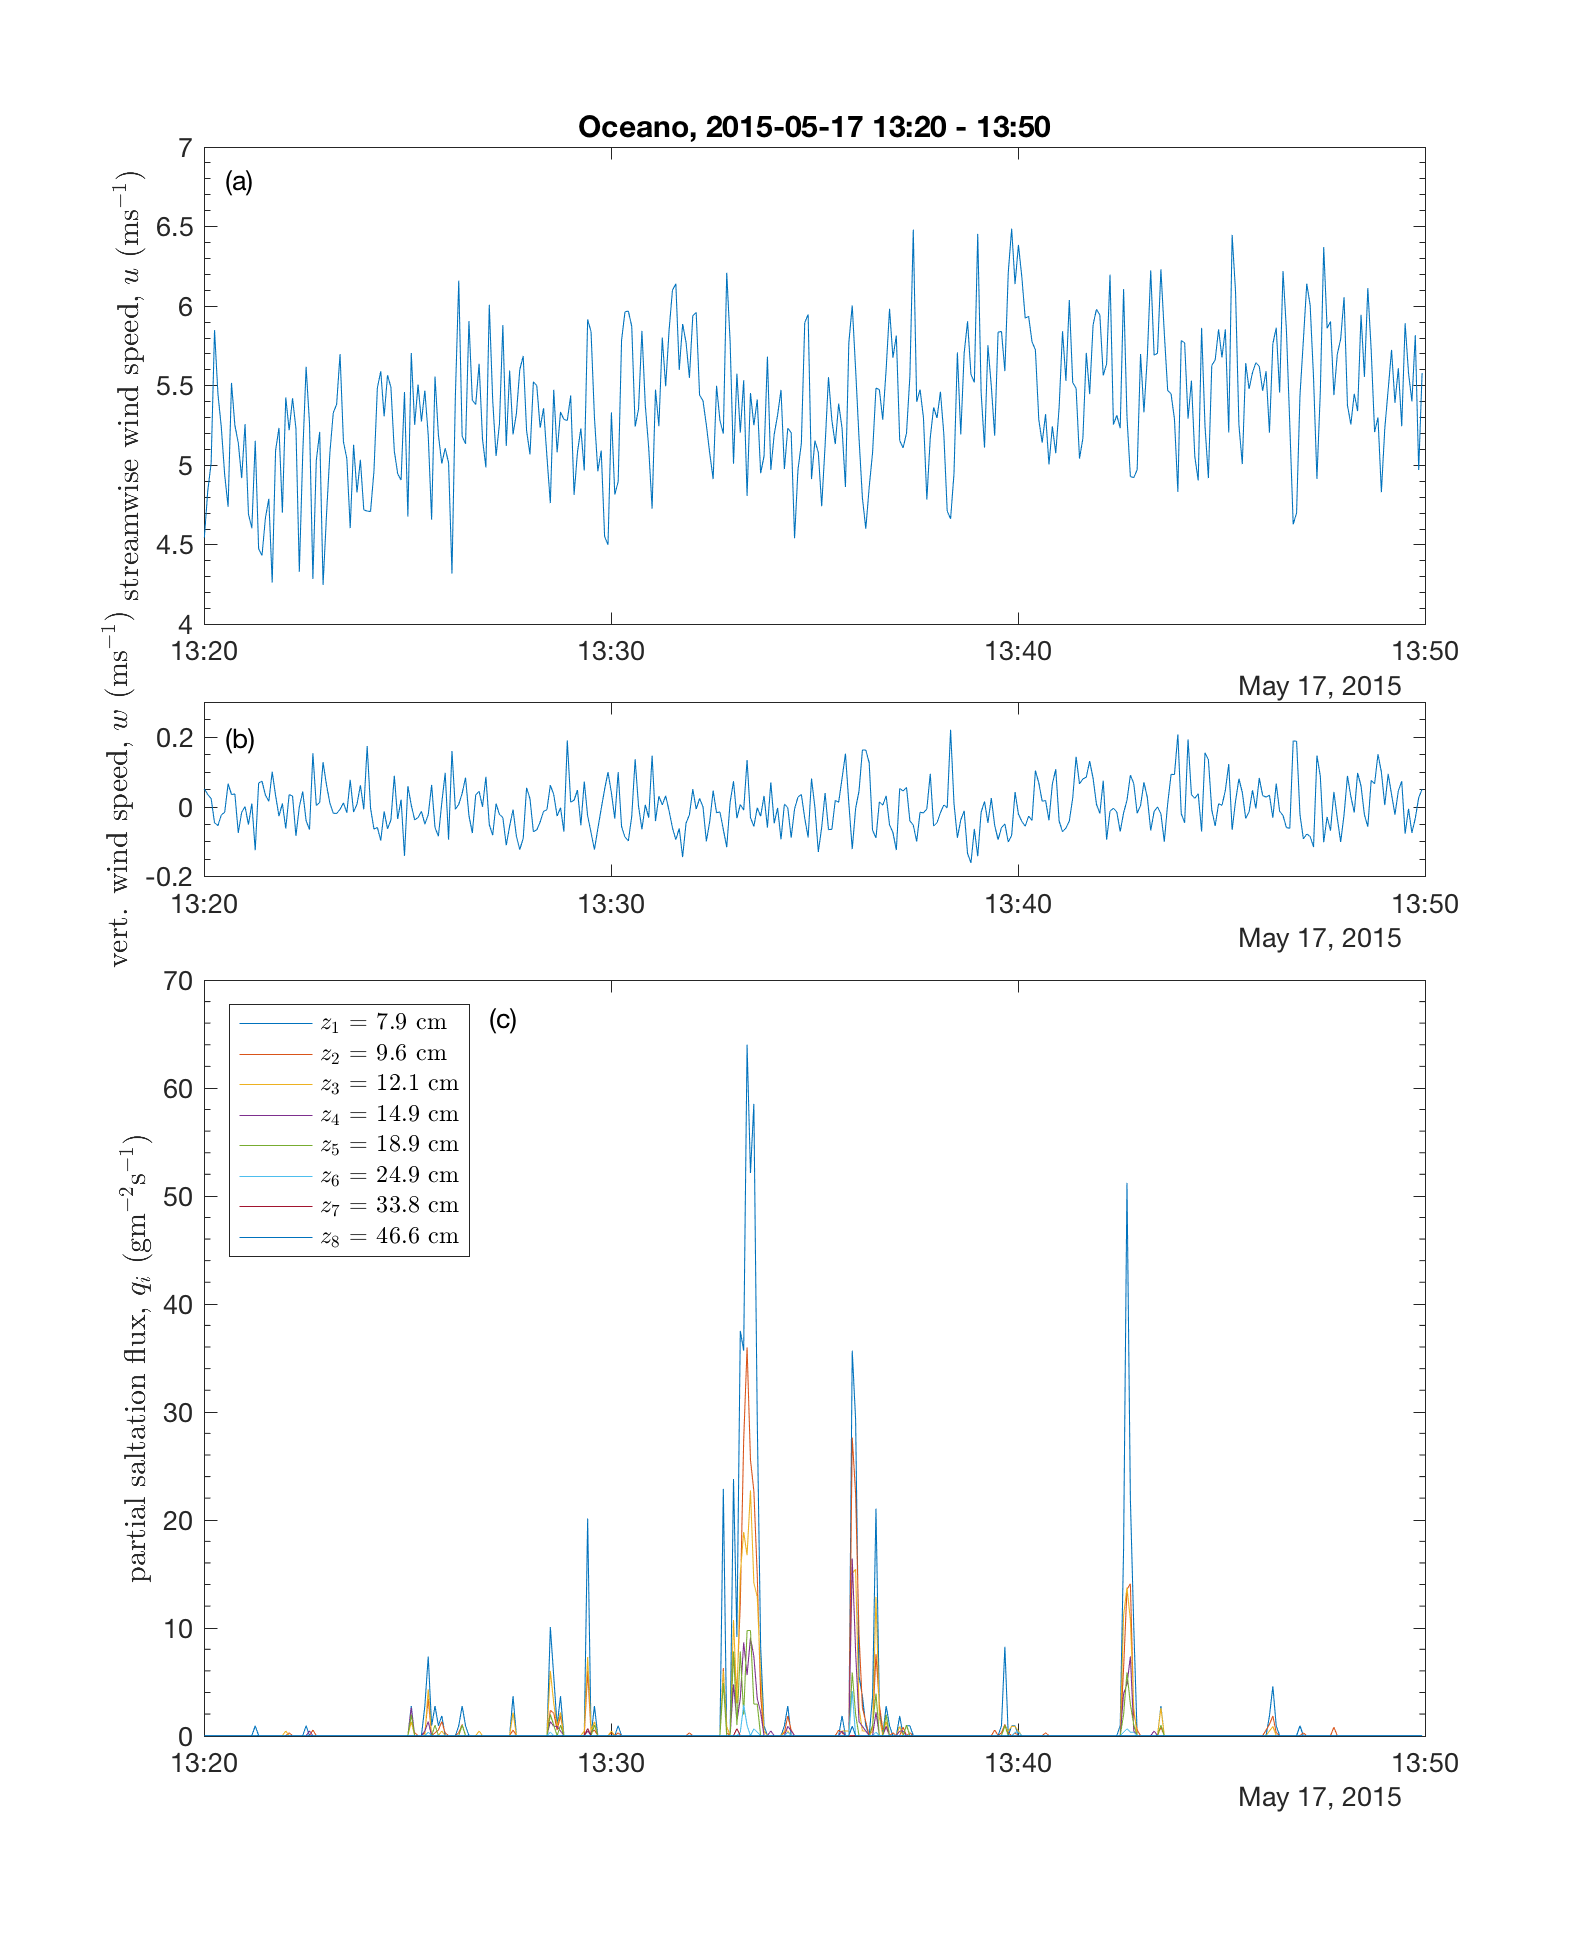 Oceano, 2015-05-17 13:20 - 13:50
streamwise wind speed, u (ms⁻¹)
(a)
7
6.5
6
5.5
5
4.5
4
13:20 13:30 13:40 13:50
May 17, 2015
vert. wind speed, w (ms⁻¹)
(b)
0.2
0
-0.2
13:20 13:30 13:40 13:50
May 17, 2015
partial saltation flux, qᵢ (gm⁻²s⁻¹)
(c)
70
60
50
40
30
20
10
0
z₁ = 7.9 cm
z₂ = 9.6 cm
z₃ = 12.1 cm
z₄ = 14.9 cm
z₅ = 18.9 cm
z₆ = 24.9 cm
z₇ = 33.8 cm
z₈ = 46.6 cm
13:20 13:30 13:40 13:50
May 17, 2015